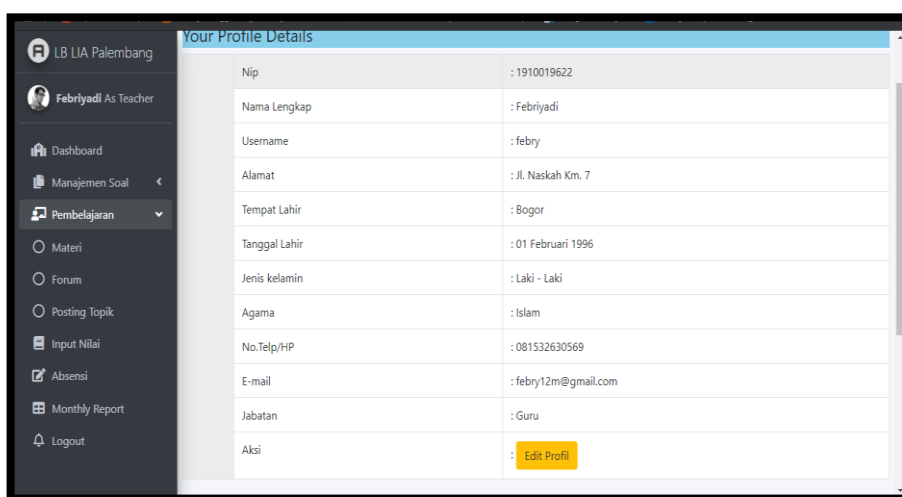 LB LIA Palembang
Febriyadi As Teacher
Dashboard
Manajemen Soal
Pembelajaran
Materi
Forum
Posting Topik
Input Nilai
Absensi
Monthly Report
Logout
Your Profile Details
Nip : 1910019622
Nama Lengkap : Febriyadi
Username : febry
Alamat : Jl. Naskah Km. 7
Tempat Lahir : Bogor
Tanggal Lahir : 01 Februari 1996
Jenis kelamin : Laki - Laki
Agama : Islam
No.Telp/HP : 081532630569
E-mail : febry12m@gmail.com
Jabatan : Guru
Aksi : Edit Profil